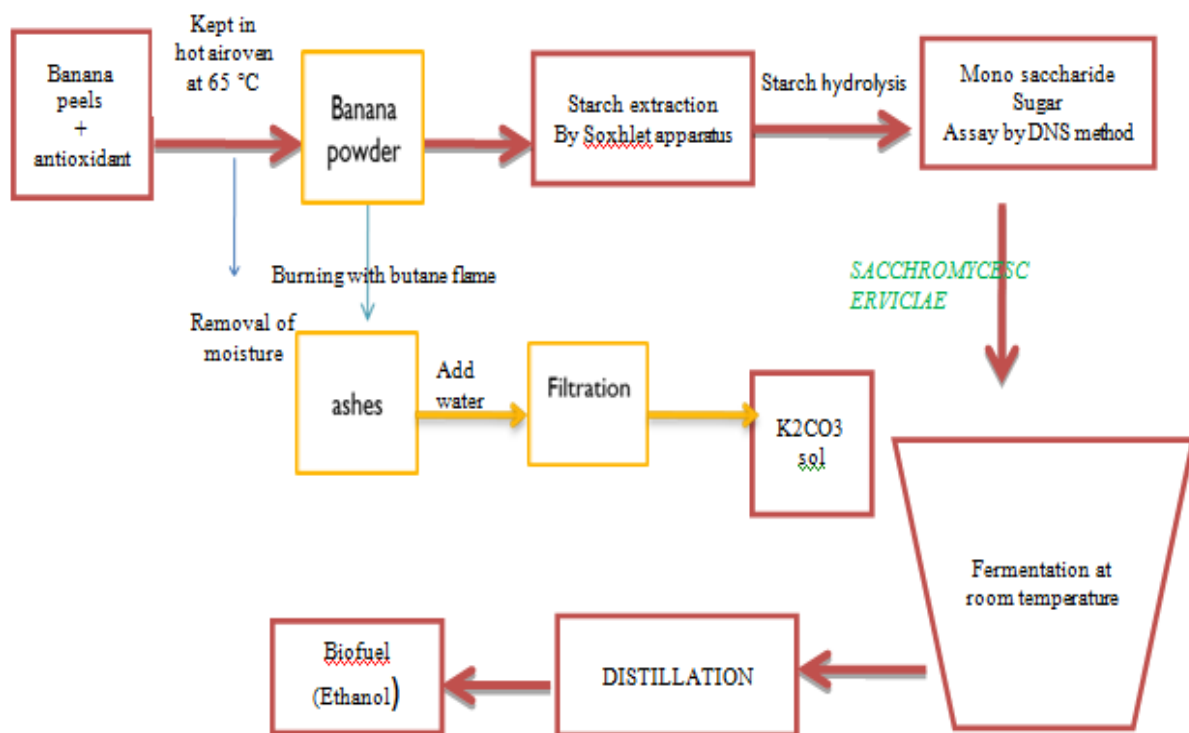 Banana
peels
+
antioxidant
Kept in
hot airoven
at 65 °C
Banana
powder
Starch extraction
By Soxhlet apparatus
Starch hydrolysis
Mono saccharide
Sugar
Assay by DNS method
Removal of
moisture
Burning with butane flame
ashes
Add
water
Filtration
K2CO3
sol
SACCHROMYCESC
ERVICIAE
Fermentation at
room temperature
DISTILLATION
Biofuel
(Ethanol)